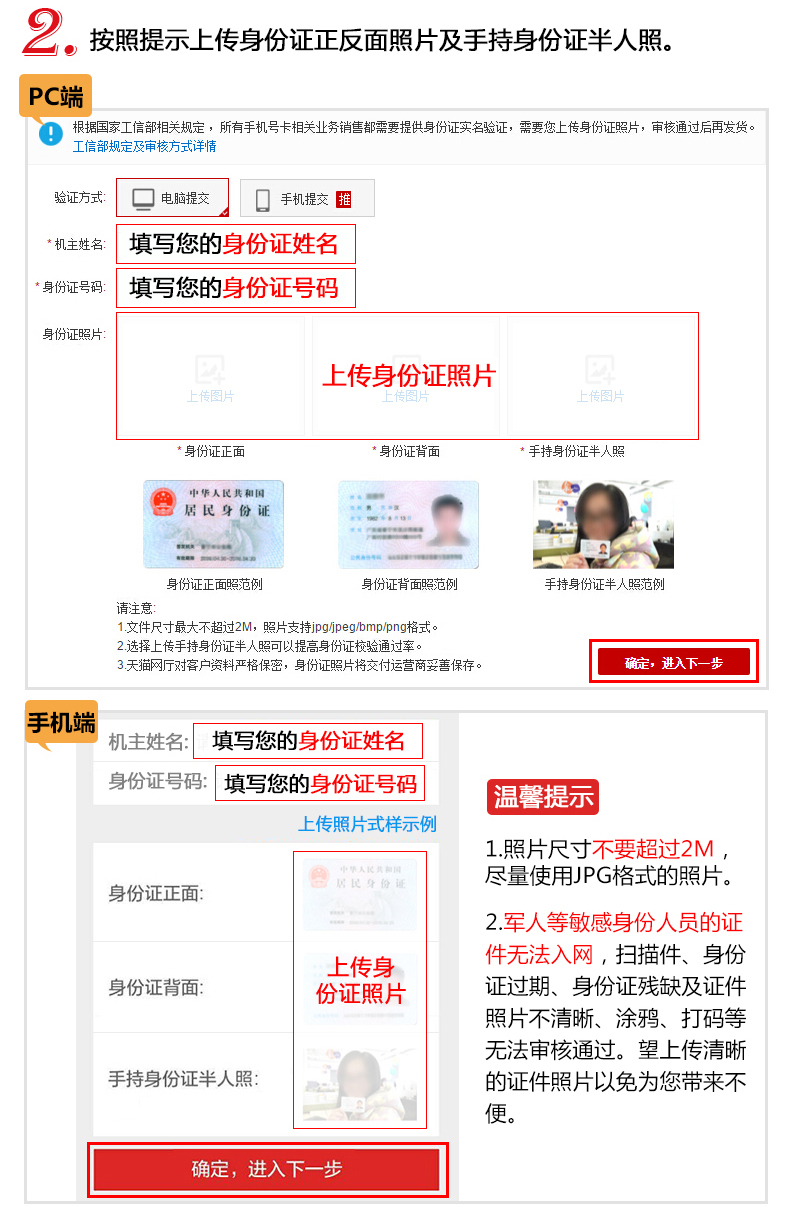 2. 按照提示上传身份证正反面照片及手持身份证半人照。
PC端
根据国家工信部相关规定，所有手机号卡相关业务销售都需要提供身份证实名验证，需要您上传身份证照片，审核通过后再发货。
工信部规定及审核方式详情
验证方式: 电脑提交 手机提交 推
*机主姓名: 填写您的身份证姓名
*身份证号码: 填写您的身份证号码
身份证照片:
上传身份证照片
上传图片 上传图片 上传图片
*身份证正面 *身份证背面 *手持身份证半人照
中华人民共和国
居民身份证
身份证正面照范例 身份证背面照范例 手持身份证半人照范例
请注意:
1.文件尺寸最大不超过2M，照片支持jpg/jpeg/bmp/png格式。
2.选择上传手持身份证半人照可以提高身份证校验通过率。
3.天猫网厅对客户资料严格保密，身份证照片将交付运营商妥善保存。
确定，进入下一步
手机端
机主姓名: 填写您的身份证姓名
身份证号码: 填写您的身份证号码
上传照片式样示例
中华人民共和国
居民身份证
身份证正面:
身份证背面:
上传身
份证照片
手持身份证半人照:
确定，进入下一步
温馨提示
1.照片尺寸不要超过2M，
尽量使用JPG格式的照片。
2.军人等敏感身份人员的证
件无法入网，扫描件、身份
证过期、身份证残缺及证件
照片不清晰、涂鸦、打码等
无法审核通过。望上传清晰
的证件照片以免为您带来不
便。